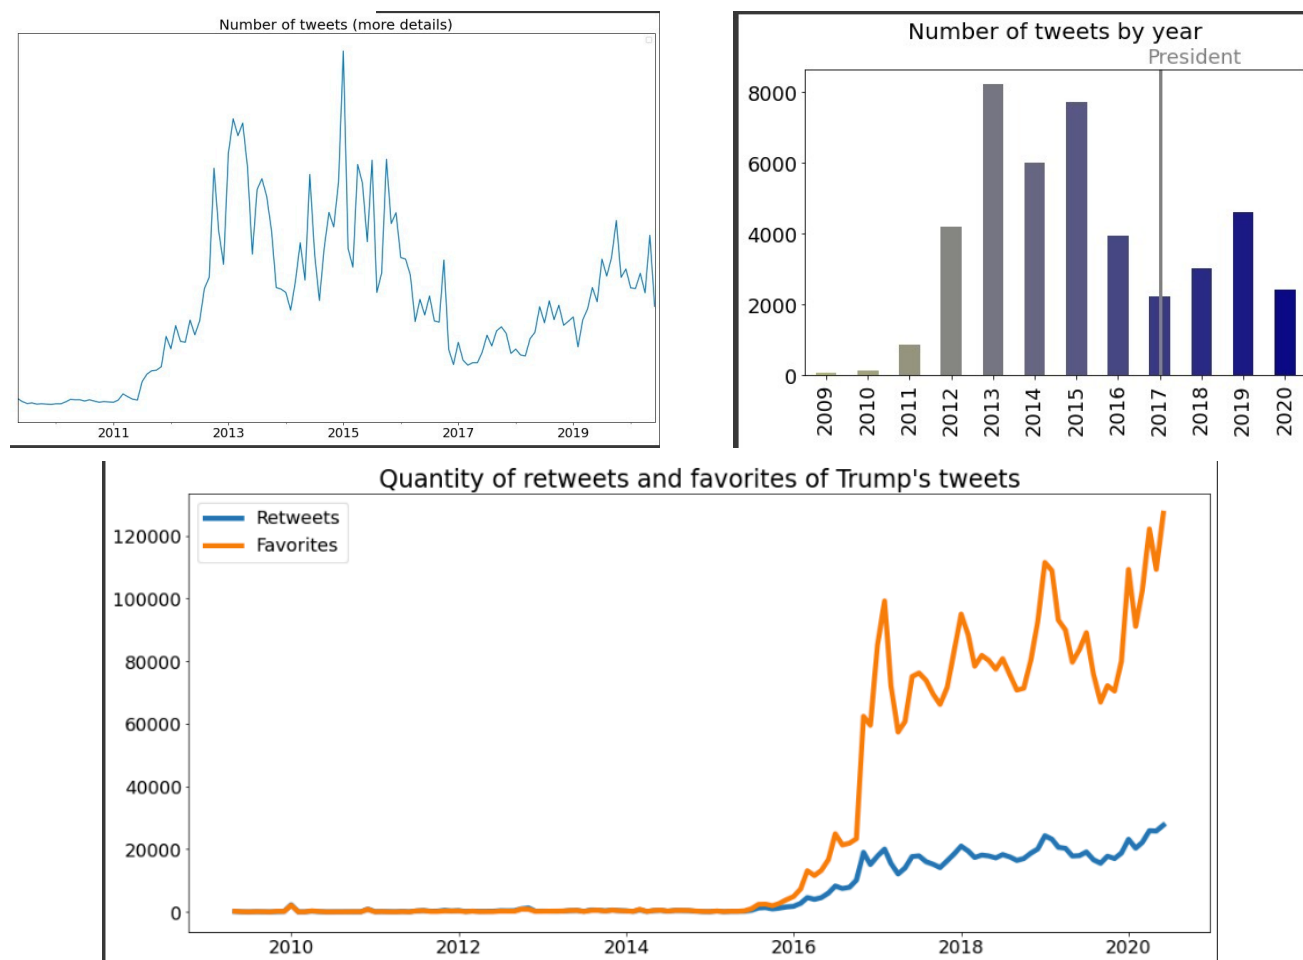 Number of tweets (more details)
2011 2013 2015 2017 2019
Number of tweets by year
President
8000
6000
4000
2000
0
2009 2010 2011 2012 2013 2014 2015 2016 2017 2018 2019 2020
Quantity of retweets and favorites of Trump's tweets
Retweets
Favorites
120000
100000
80000
60000
40000
20000
0
2010 2012 2014 2016 2018 2020